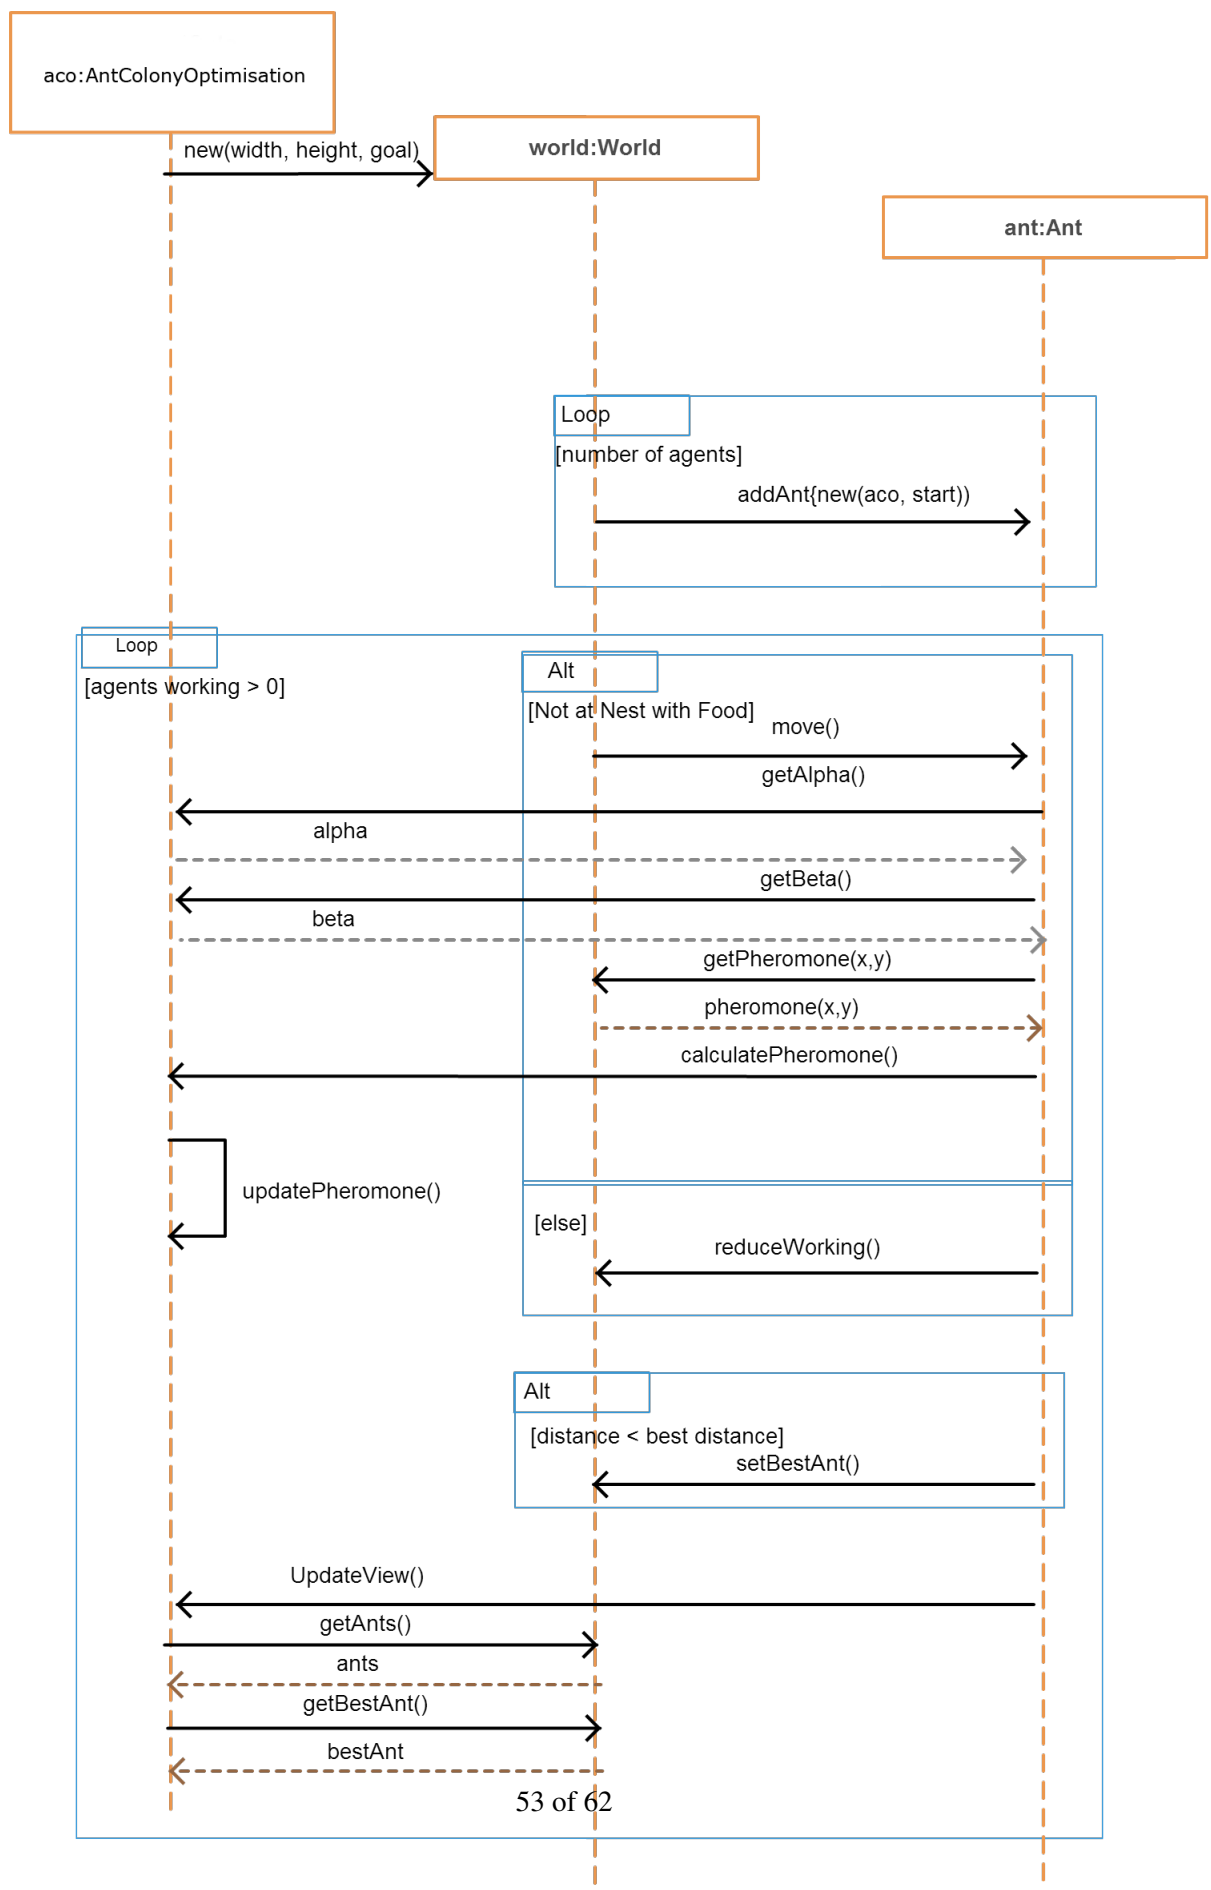 aco:AntColonyOptimisation
new(width, height, goal)
world:World
ant:Ant
Loop
[number of agents]
addAnt{new(aco, start))
Loop
[agents working > 0]
Alt
[Not at Nest with Food]
move()
getAlpha()
alpha
getBeta()
beta
getPheromone(x,y)
pheromone(x,y)
calculatePheromone()
updatePheromone()
[else]
reduceWorking()
Alt
[distance < best distance]
setBestAnt()
UpdateView()
getAnts()
ants
getBestAnt()
bestAnt
53 of 62